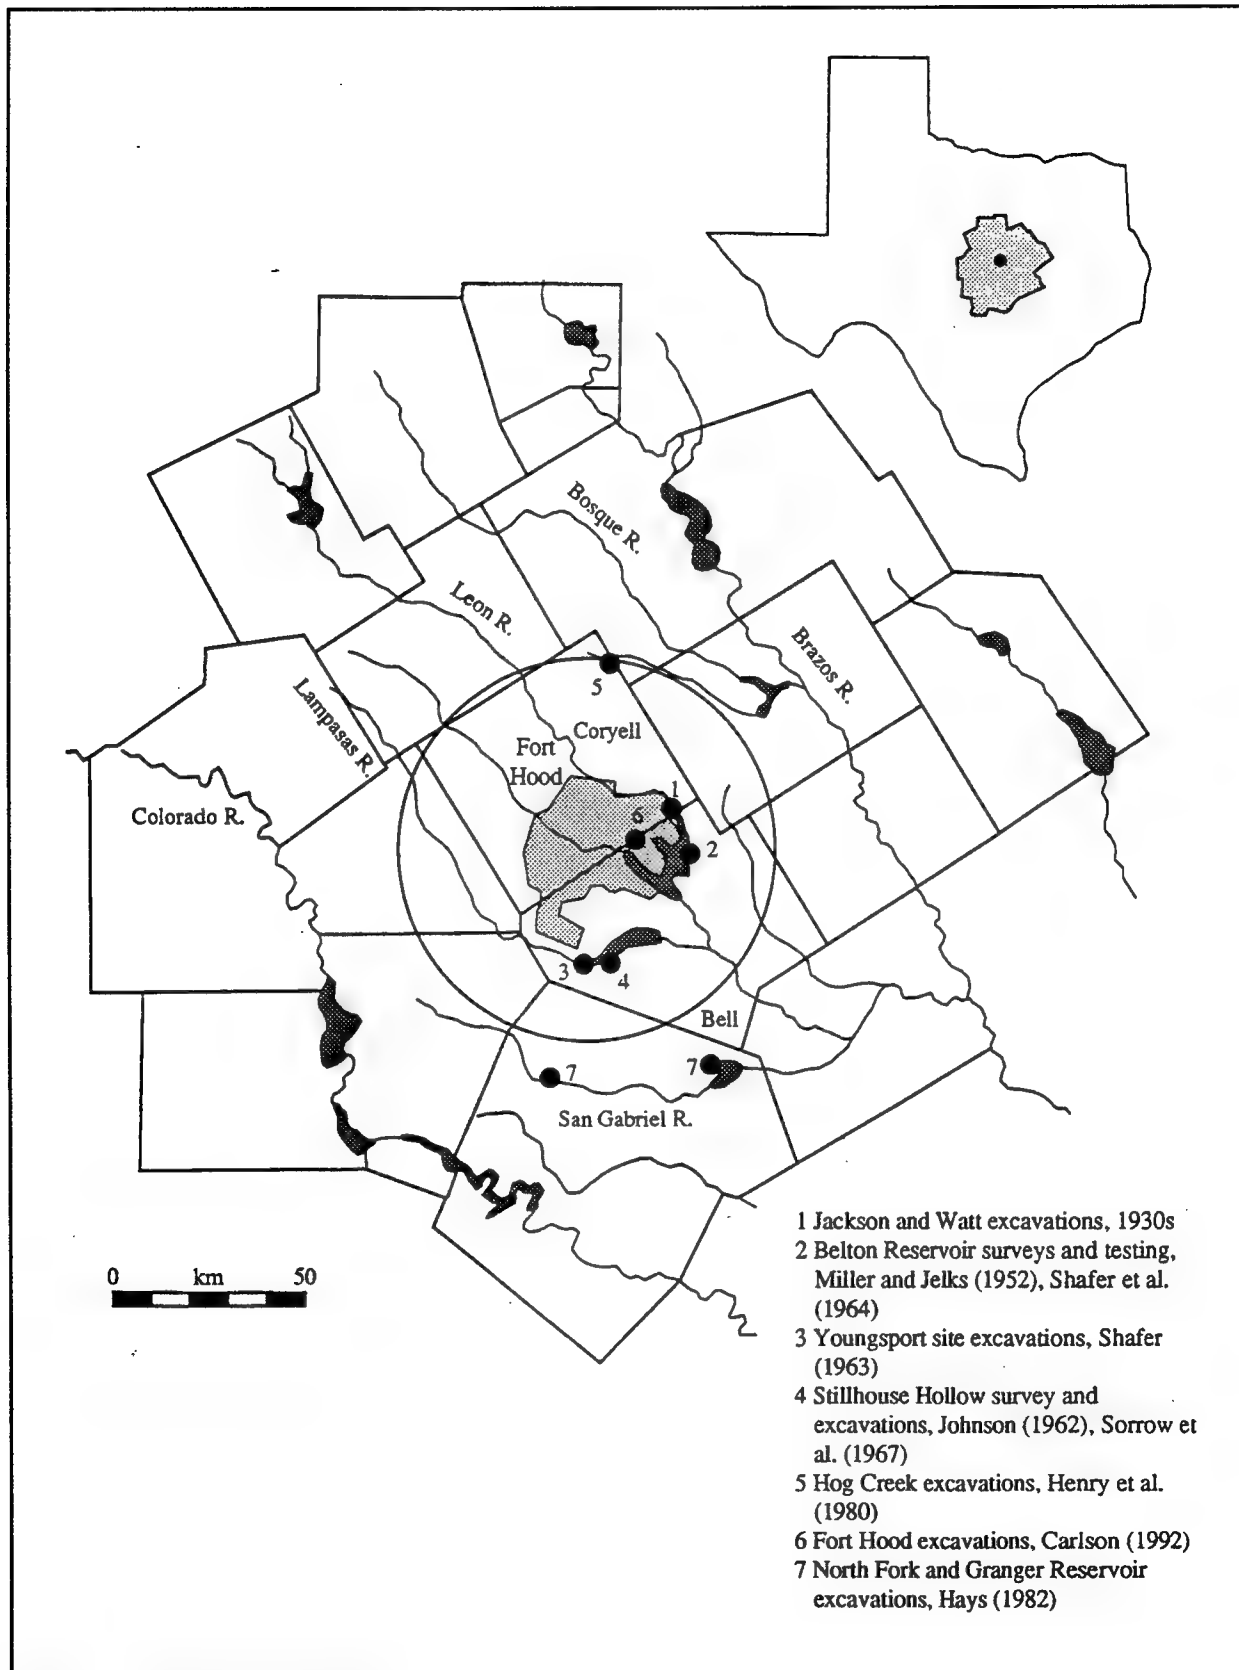 Bosque R.
Leon R.
Brazos R.
Lampasas R.
5
Coryell
Fort
Hood
1
6
2
Colorado R.
3
4
Bell
7
7
San Gabriel R.
0 km 50
1 Jackson and Watt excavations, 1930s
2 Belton Reservoir surveys and testing,
Miller and Jelks (1952), Shafer et al.
(1964)
3 Youngsport site excavations, Shafer
(1963)
4 Stillhouse Hollow survey and
excavations, Johnson (1962), Sorrow et
al. (1967)
5 Hog Creek excavations, Henry et al.
(1980)
6 Fort Hood excavations, Carlson (1992)
7 North Fork and Granger Reservoir
excavations, Hays (1982)